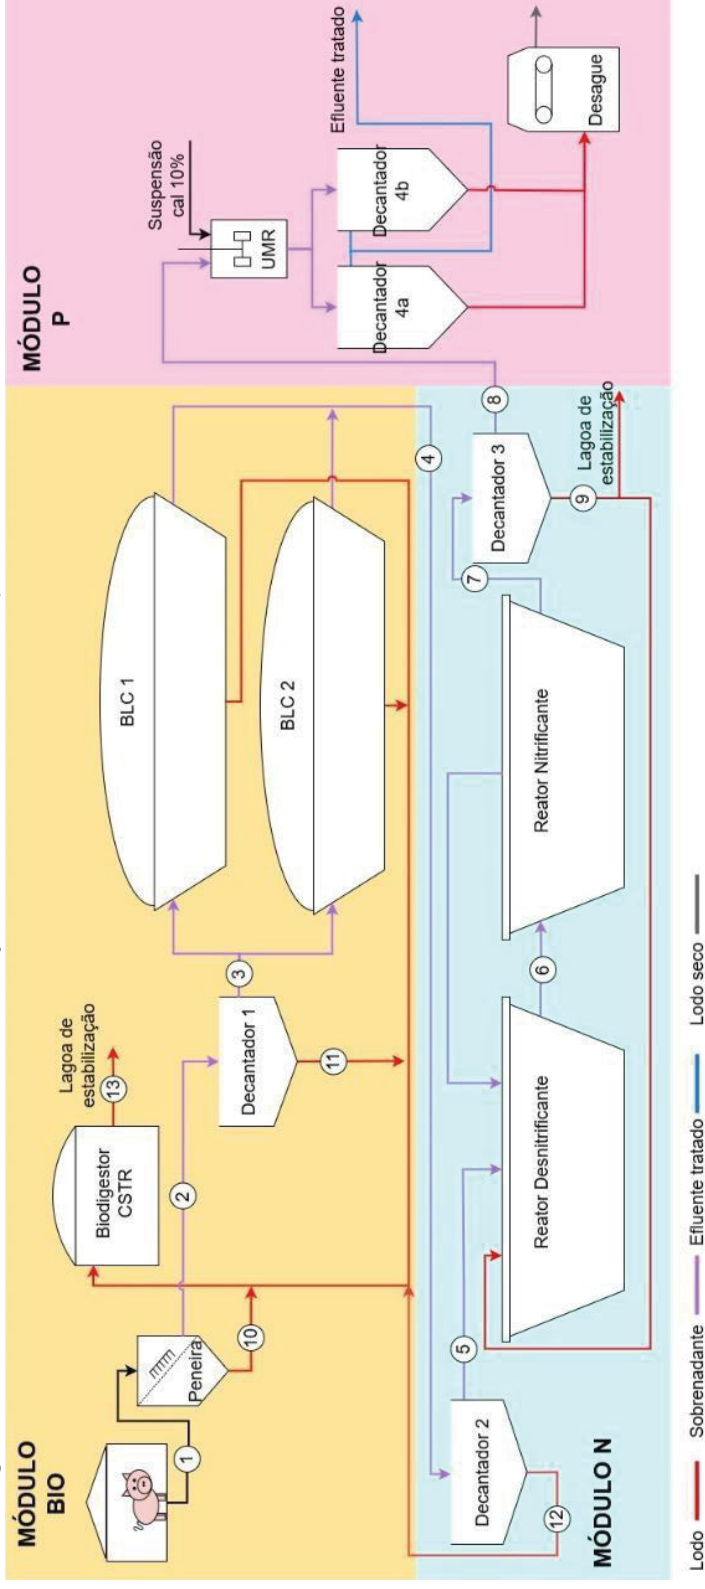 MÓDULO
BIO
1
Peneira
10
2
Biodigestor
CSTR
13
Lagoa de
estabilização
Decantador 1
11
3
BLC 1
BLC 2
MÓDULO N
Decantador 2
12
4
5
Reator Desnitrificante
6
Reator Nitrificante
7
Decantador 3
8
9
Lagoa de
estabilização
MÓDULO
P
Suspensão
cal 10%
UMR
Decantador
4a
Decantador
4b
Efluente tratado
Desague
Lodo
Sobrenadante
Efluente tratado
Lodo seco